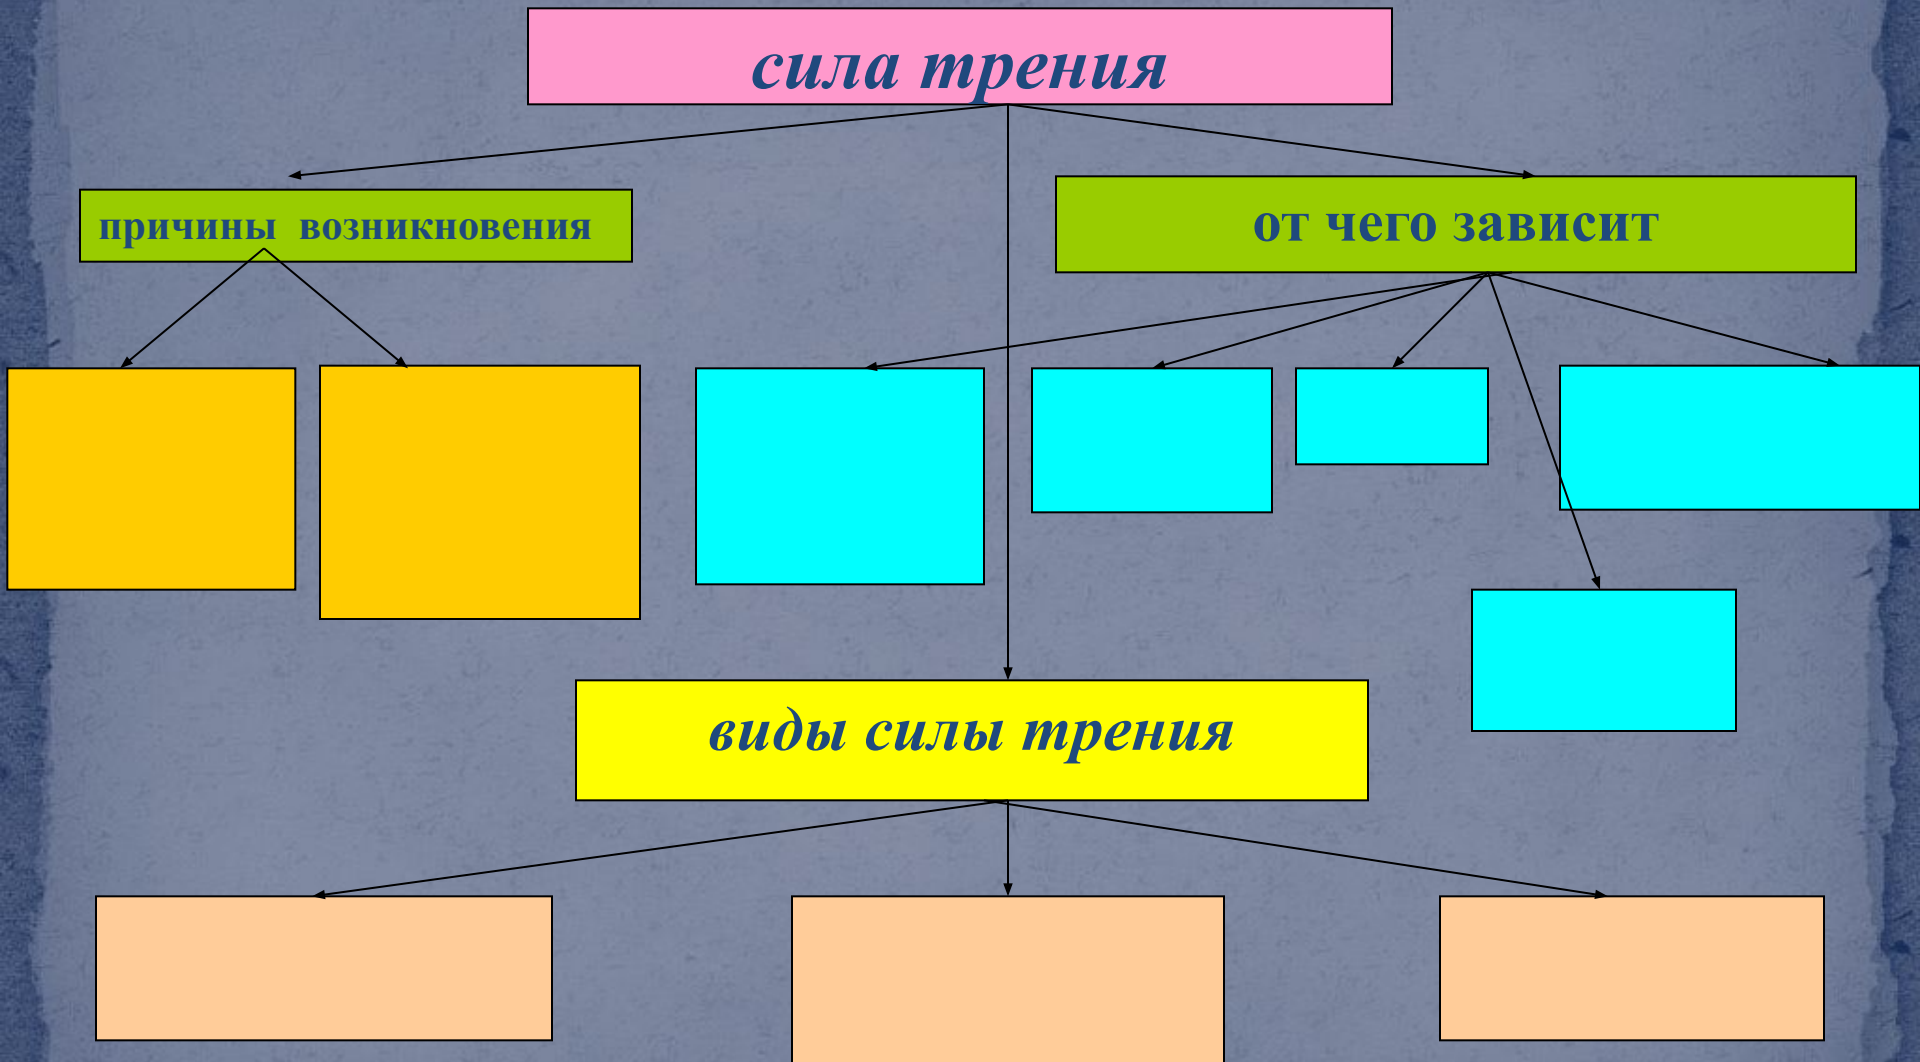 сила трения
причины возникновения
от чего зависит
виды силы трения